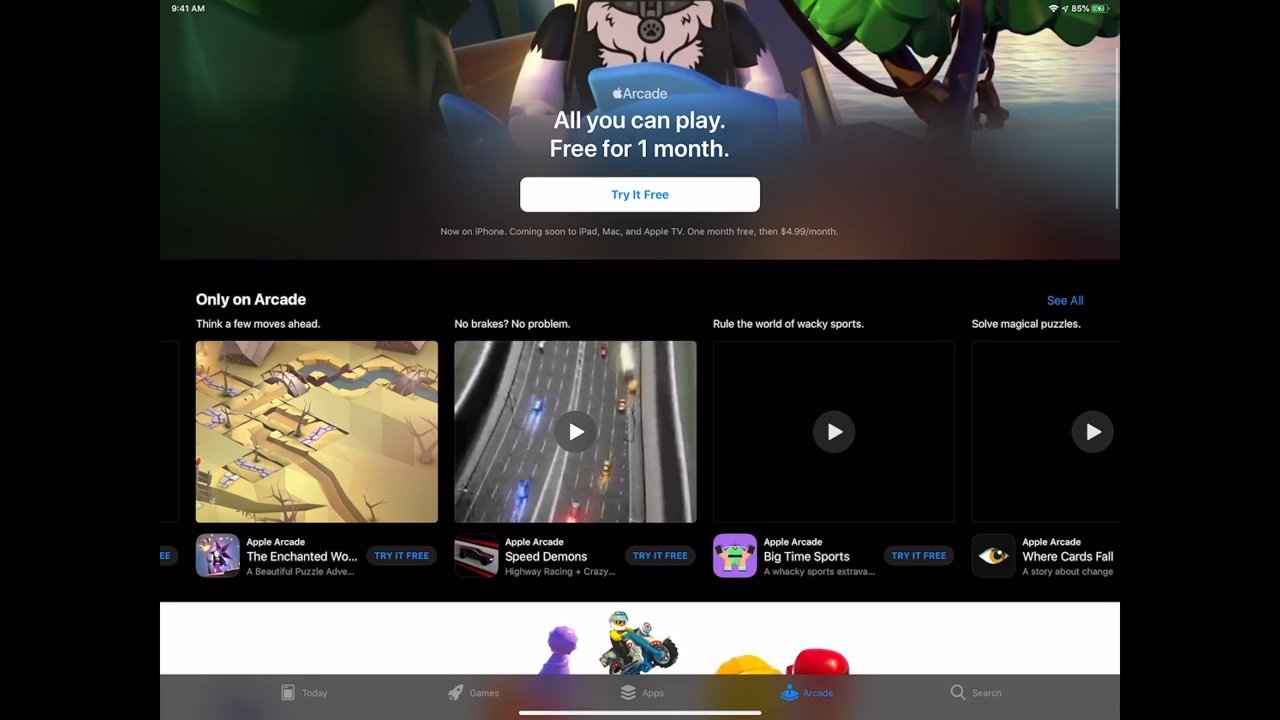 9:41 AM
85%
Arcade
All you can play.
Free for 1 month.
Try It Free
Now on iPhone. Coming soon to iPad, Mac, and Apple TV. One month free, then $4.99/month.
Only on Arcade
See All
Think a few moves ahead.
No brakes? No problem.
Rule the world of wacky sports.
Solve magical puzzles.
EE
Apple Arcade
The Enchanted Wo...
A Beautiful Puzzle Adve...
TRY IT FREE
Apple Arcade
Speed Demons
Highway Racing + Crazy...
TRY IT FREE
Apple Arcade
Big Time Sports
A whacky sports extrava...
TRY IT FREE
Apple Arcade
Where Cards Fall
A story about change
Today
Games
Apps
Arcade
Search